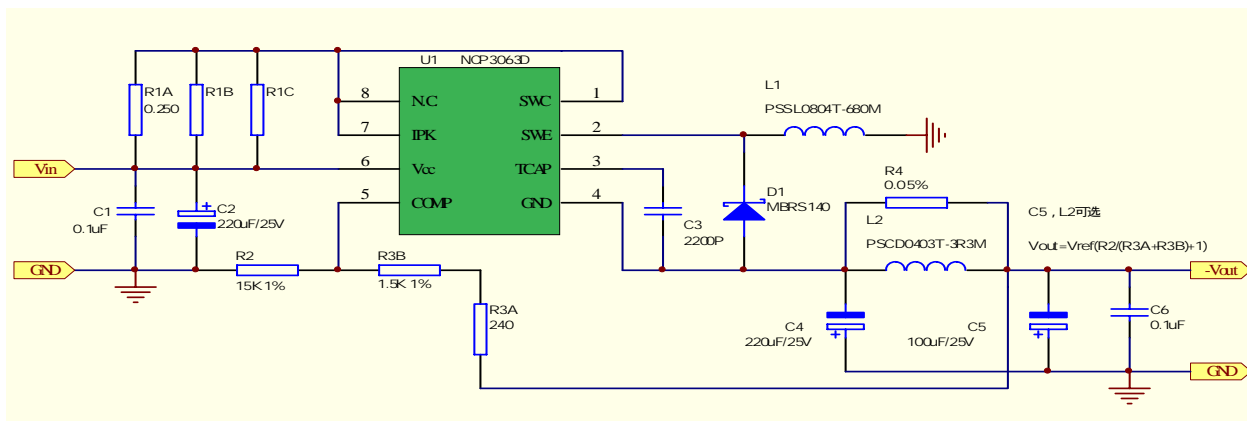 U1 NCP3063D
R1A
0.250
R1B
R1C
8 N.C SWC 1
7 IPK SWE 2
6 Vcc TCAP 3
5 COMP GND 4
L1
PSSL0804T-680M
Vin
C1
0.1uF
C2
220uF/25V
GND
R2
15K 1%
R3B
1.5K 1%
R3A
240
C3
2200P
D1
MBRS140
R4
0.05%
L2
PSCD0403T-3R3M
C5 , L2可选
Vout=Vref(R2/(R3A+R3B)+1)
-Vout
C4
220uF/25V
C5
100uF/25V
C6
0.1uF
GND